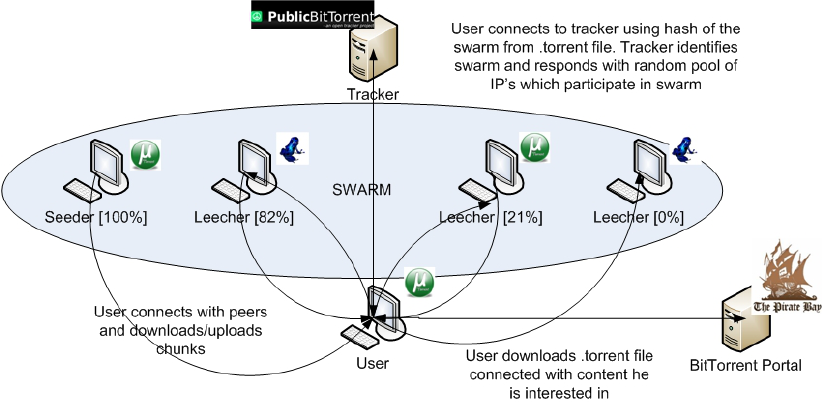 PublicBitTorrent
-an open tracker project
User connects to tracker using hash of the
swarm from .torrent file. Tracker identifies
swarm and responds with random pool of
IP's which participate in swarm
Tracker
µ
µ
SWARM
Seeder [100%]
Leecher [82%]
Leecher [21%]
Leecher [0%]
µ
The Pirate Bay
User connects with peers
and downloads/uploads
chunks
User
User downloads .torrent file
connected with content he
is interested in
BitTorrent Portal